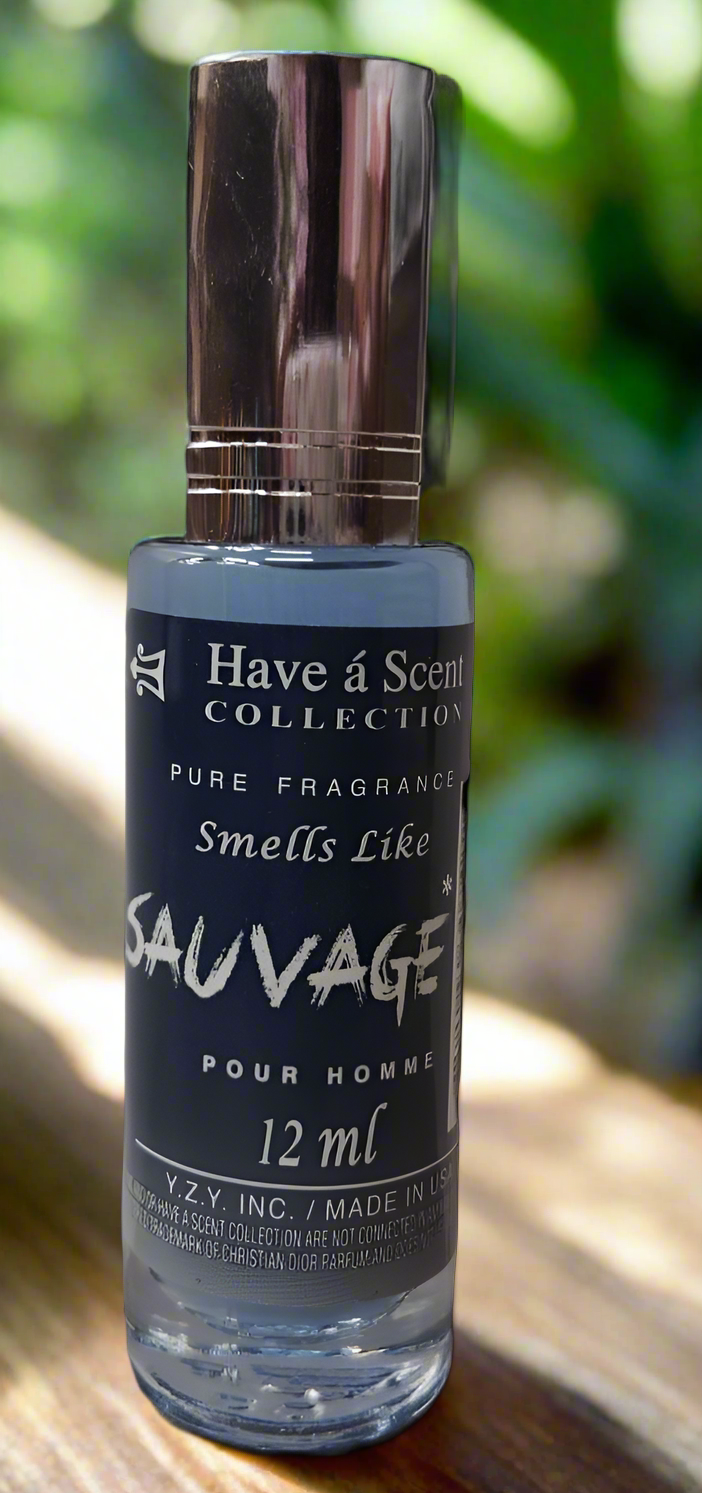 Have á Scent
COLLECTION
PURE FRAGRANCE
Smells Like
SAUVAGE*
POUR HOMME
12 ml
Y.Z.Y. INC. / MADE IN USA
HAVE A SCENT COLLECTION ARE NOT CONNECTED
TRADEMARK OF CHRISTIAN DIOR PARFUM AND